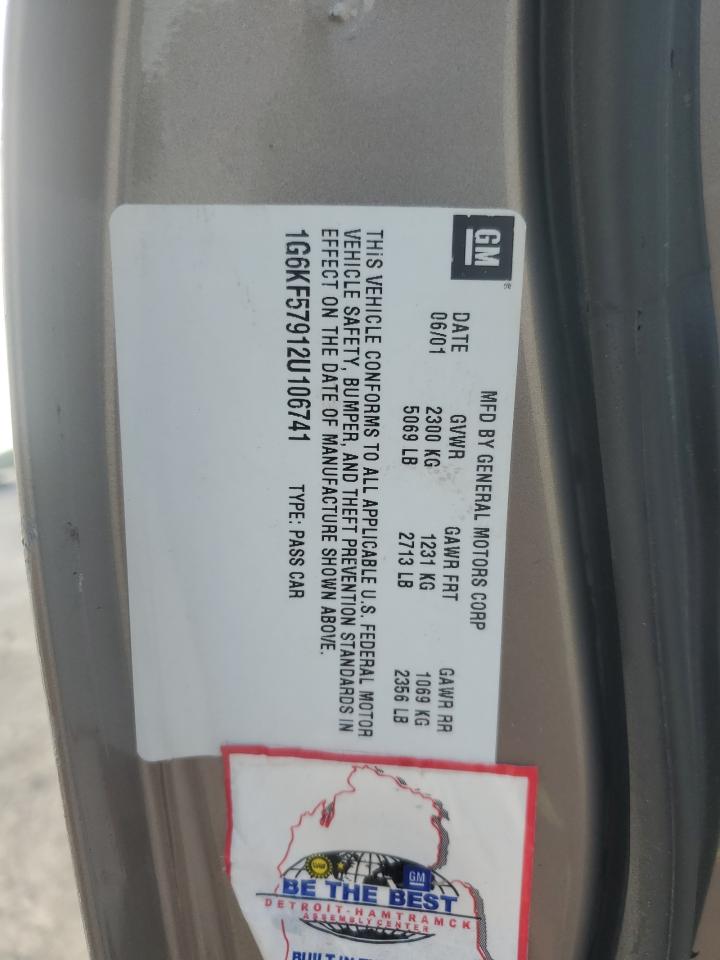 GM
MFD BY GENERAL MOTORS CORP
DATE GVWR GAWR FRT GAWR RR
06/01 2300 KG 1231 KG 1069 KG
5069 LB 2713 LB 2356 LB
THIS VEHICLE CONFORMS TO ALL APPLICABLE U.S. FEDERAL MOTOR
VEHICLE SAFETY, BUMPER, AND THEFT PREVENTION STANDARDS IN
EFFECT ON THE DATE OF MANUFACTURE SHOWN ABOVE.
1G6KF57912U106741 TYPE: PASS CAR
GM
BE THE BEST
DETROIT-HAMTRAMCK
ASSEMBLY CENTER
BUILT IN